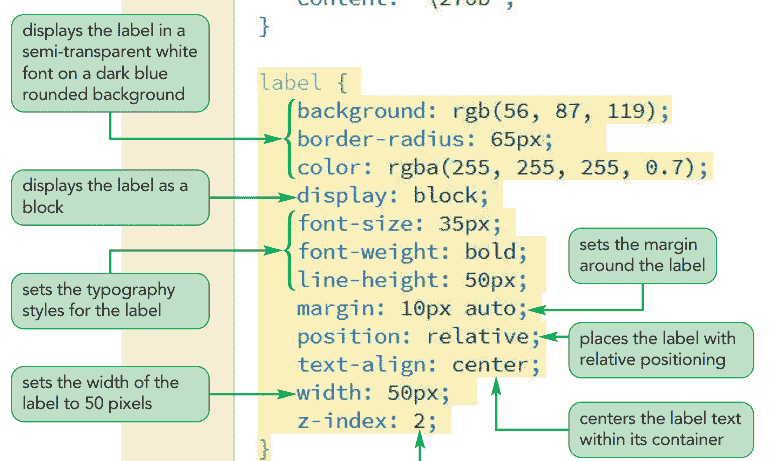 displays the label in a
semi-transparent white
font on a dark blue
rounded background
displays the label as a
block
sets the typography
styles for the label
sets the width of the
label to 50 pixels
}
label {
background: rgb(56, 87, 119);
border-radius: 65px;
color: rgba(255, 255, 255, 0.7);
display: block;
font-size: 35px;
font-weight: bold;
line-height: 50px;
margin: 10px auto;
position: relative;
text-align: center;
width: 50px;
z-index: 2;
}
sets the margin
around the label
places the label with
relative positioning
centers the label text
within its container